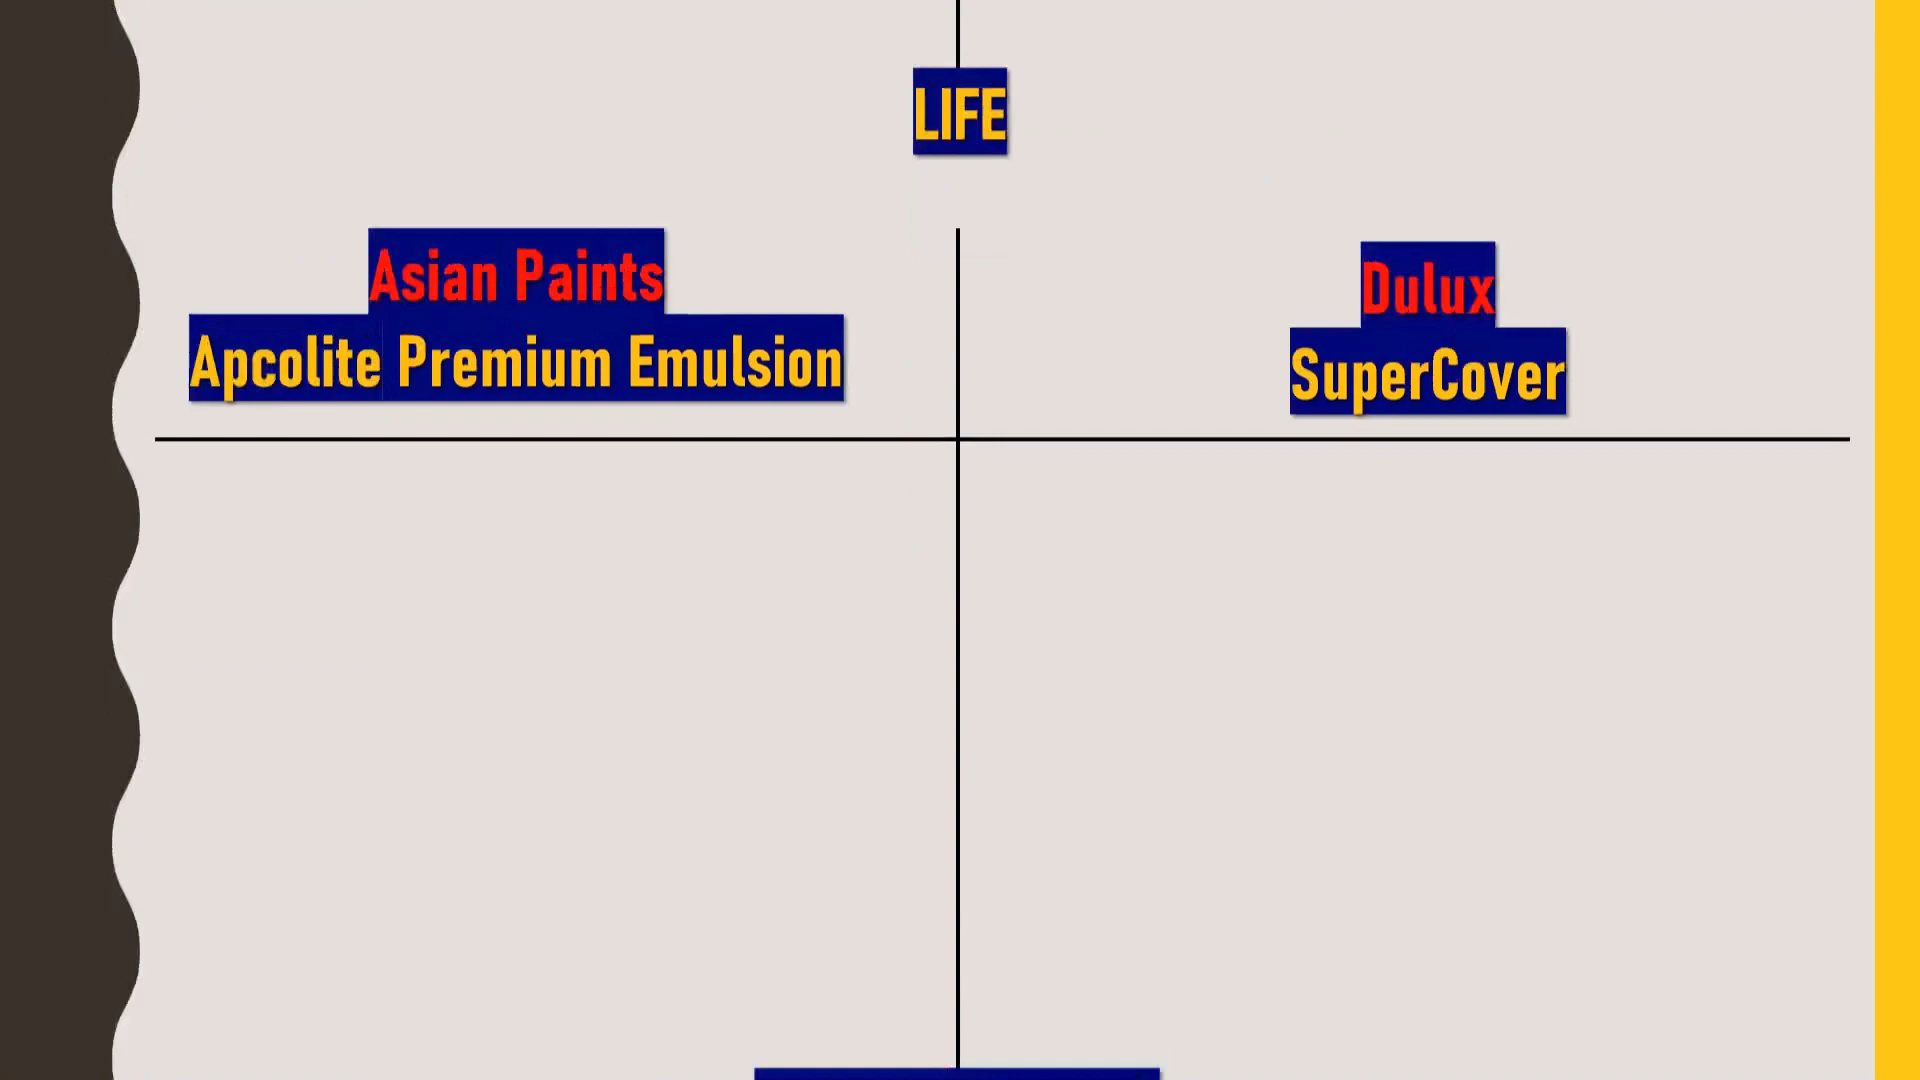 LIFE
Asian Paints
Apcolite Premium Emulsion
Dulux
SuperCover